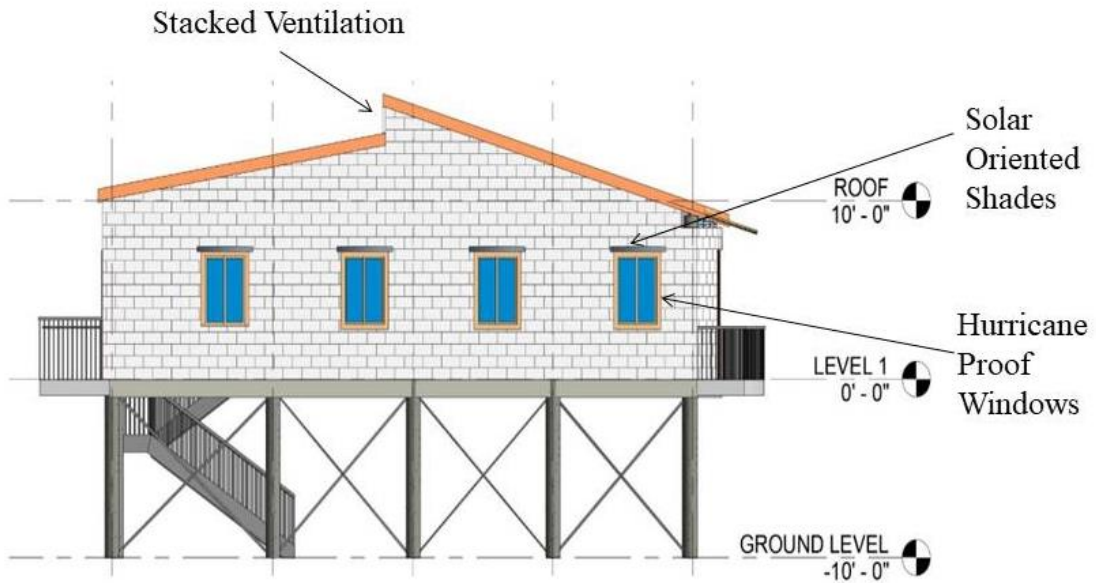 Stacked Ventilation
Solar
Oriented
Shades
ROOF
10' - 0"
Hurricane
Proof
Windows
LEVEL 1
0' - 0"
GROUND LEVEL
-10' - 0"